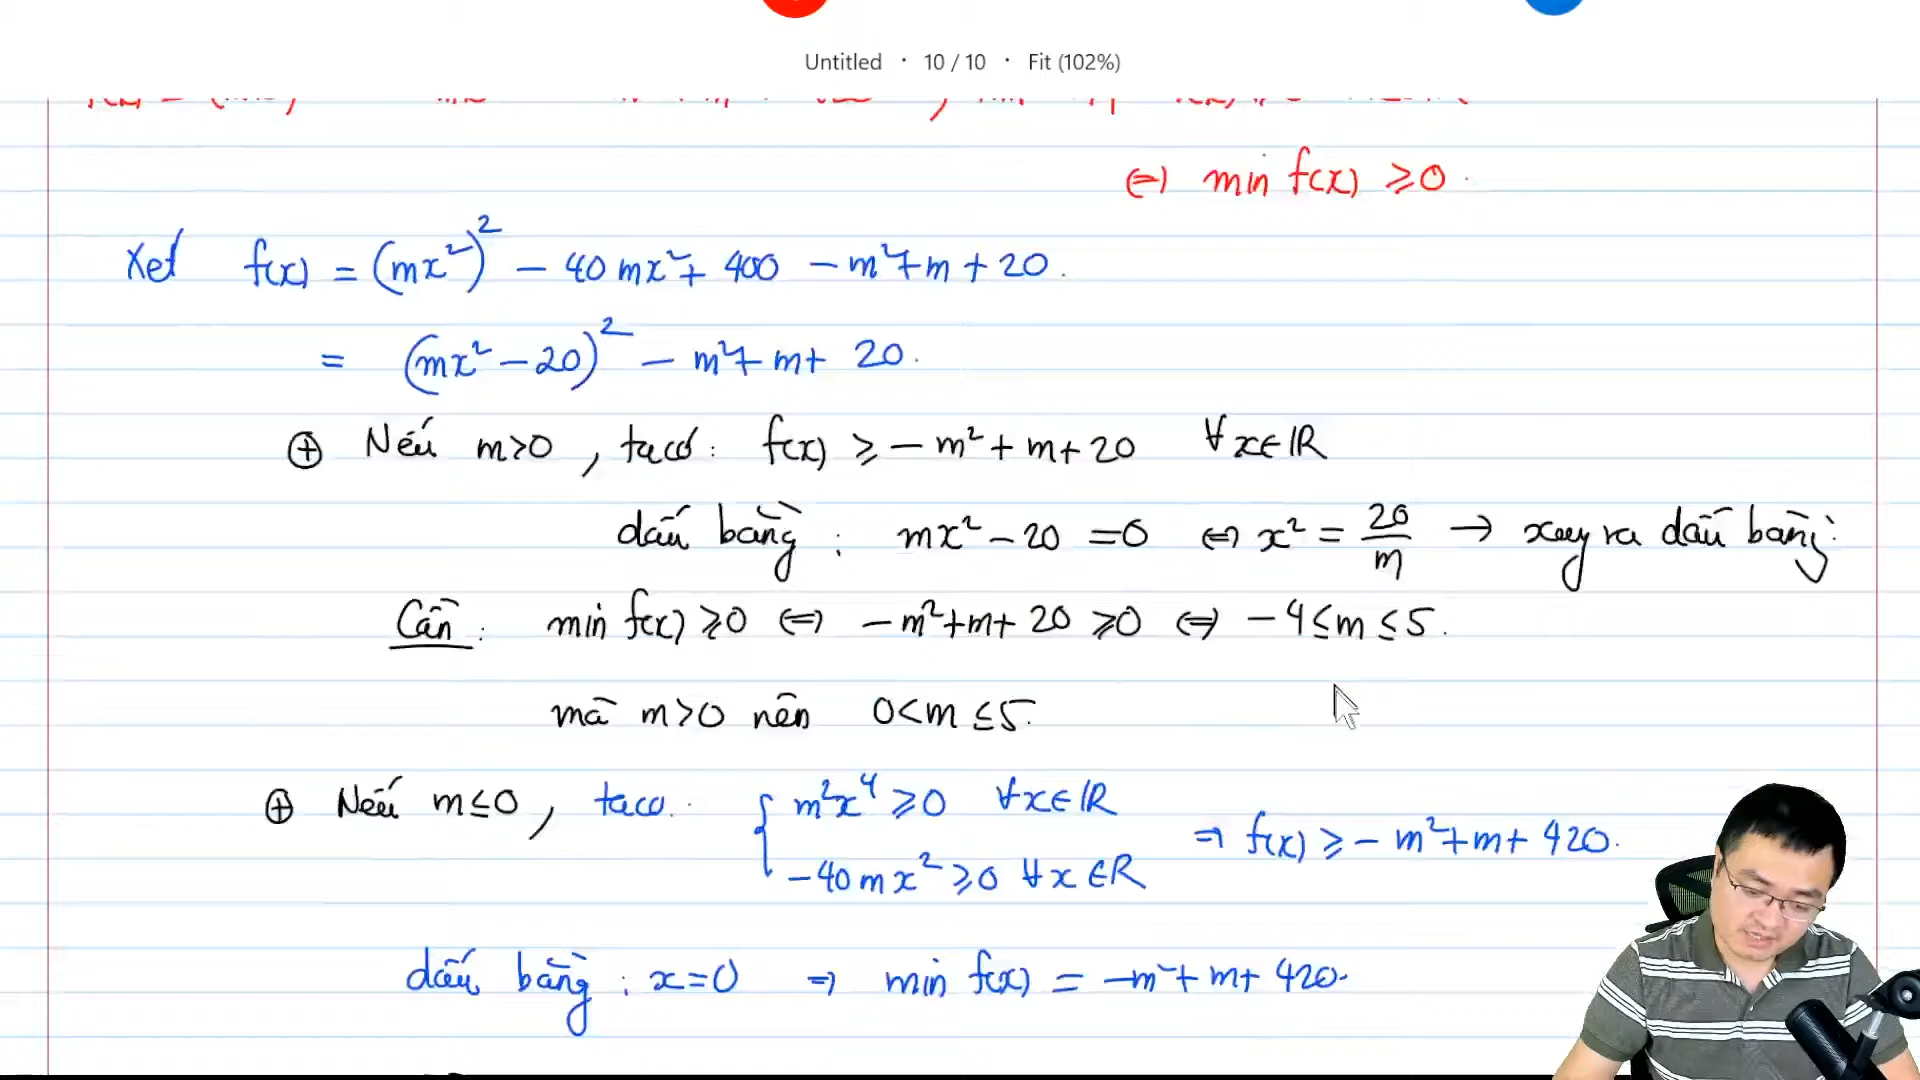 Untitled · 10 / 10 · Fit (102%)
⇔ min f(x) ≥ 0.
Xét f(x) = (mx²)² - 40mx² + 400 - m² + m + 20.
= (mx² - 20)² - m² + m + 20.
⊕ Nếu m>0, ta có: f(x) ≥ -m² + m + 20 ∀x∈ℝ
dấu bằng: mx² - 20 = 0 ⇔ x² = 20/m → xảy ra dấu bằng.
Cần: min f(x) ≥ 0 ⇔ -m² + m + 20 ≥ 0 ⇔ -4 ≤ m ≤ 5.
mà m>0 nên 0<m≤5.
⊕ Nếu m≤0, ta có: { m²x⁴ ≥ 0 ∀x∈ℝ
-40mx² ≥ 0 ∀x∈ℝ ⇒ f(x) ≥ -m² + m + 420.
dấu bằng: x=0 ⇒ min f(x) = -m² + m + 420.